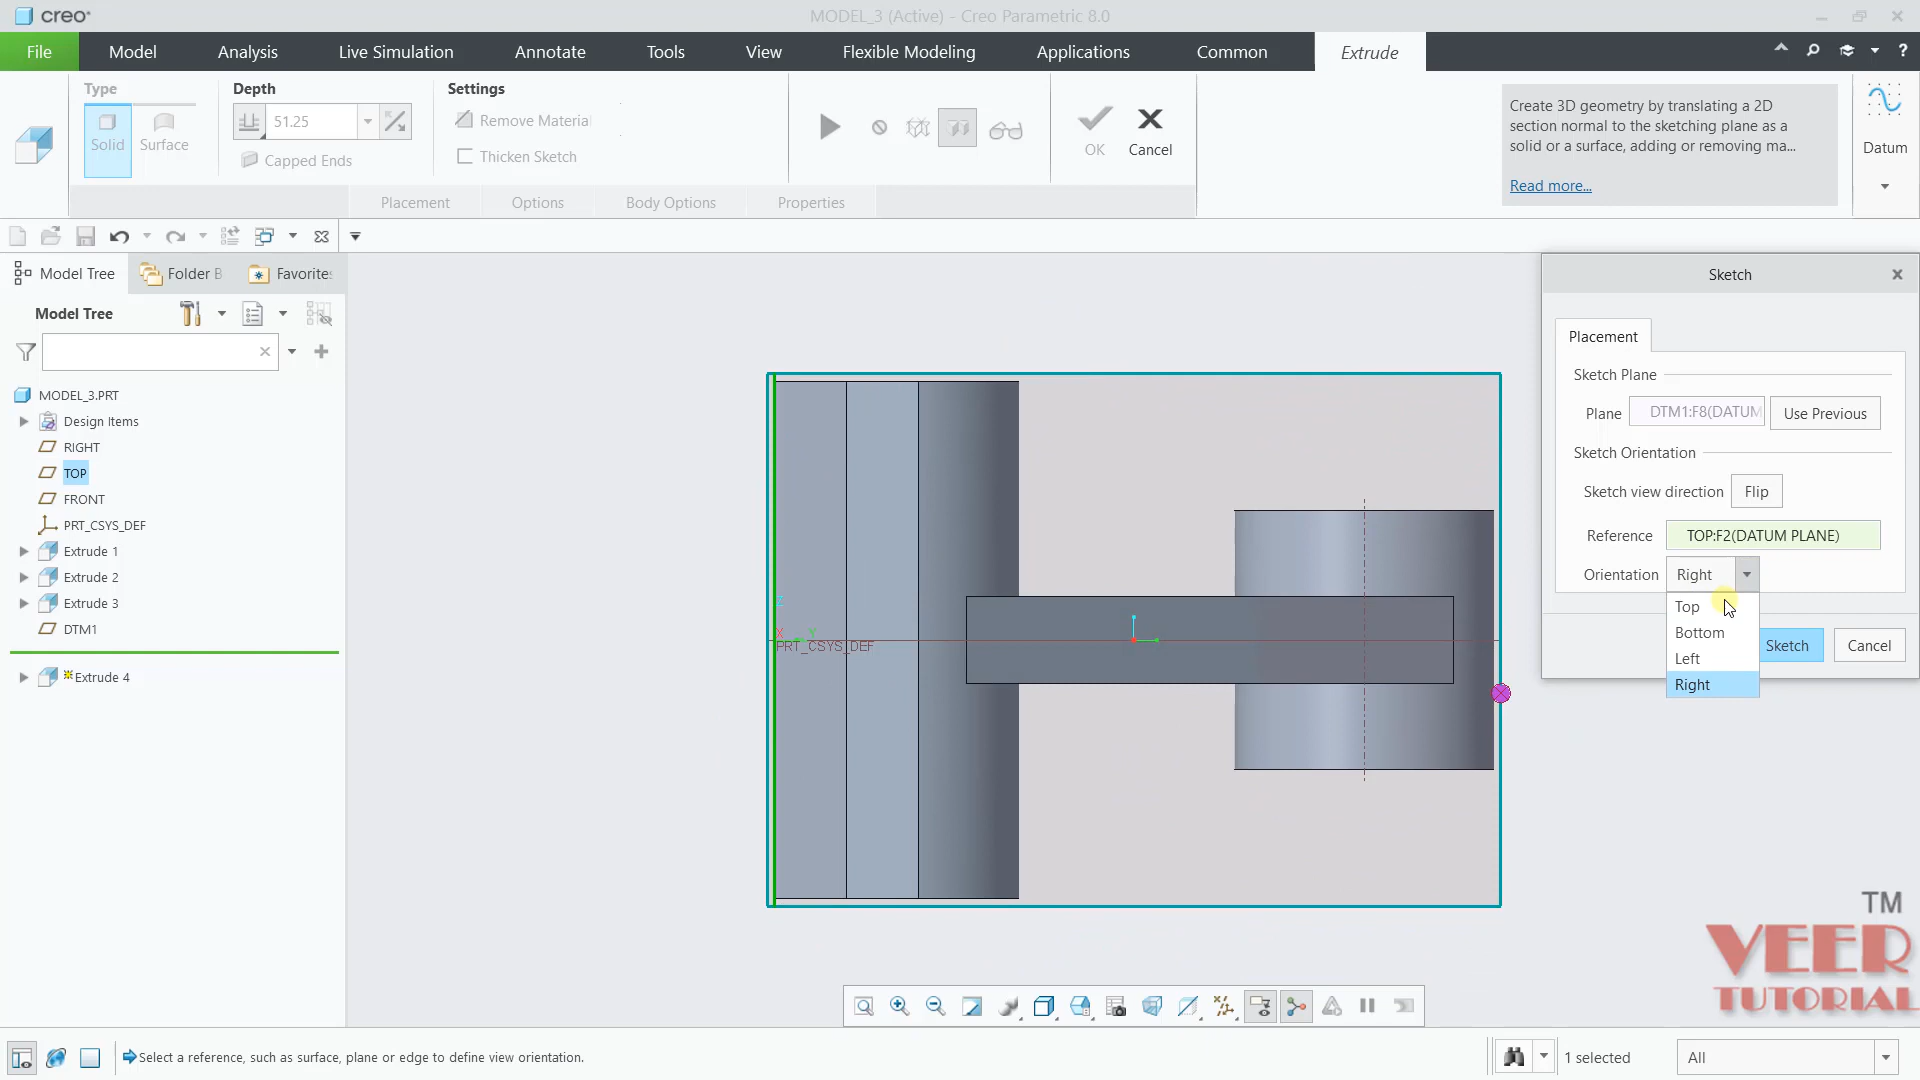 creo
MODEL_3 (Active) - Creo Parametric 8.0
File Model Analysis Live Simulation Annotate Tools View Flexible Modeling Applications Common Extrude
Type Depth Settings
51.25 Remove Materia
Solid Surface
Capped Ends Thicken Sketch
OK Cancel
Create 3D geometry by translating a 2D
section normal to the sketching plane as a
solid or a surface, adding or removing ma...
Read more...
Datum
Placement Options Body Options Properties
Model Tree Folder B Favorites
Model Tree
MODEL_3.PRT
Design Items
RIGHT
TOP
FRONT
PRT_CSYS_DEF
Extrude 1
Extrude 2
Extrude 3
DTM1
Extrude 4
Z
X Y
PRT_CSYS_DEF
Sketch
Placement
Sketch Plane
Plane DTM1:F8(DATUM Use Previous
Sketch Orientation
Sketch view direction Flip
Reference TOP:F2(DATUM PLANE)
Orientation Right
Top
Bottom
Left
Right
Sketch Cancel
TM
VEER
TUTORIAL
Select a reference, such as surface, plane or edge to define view orientation.
1 selected All